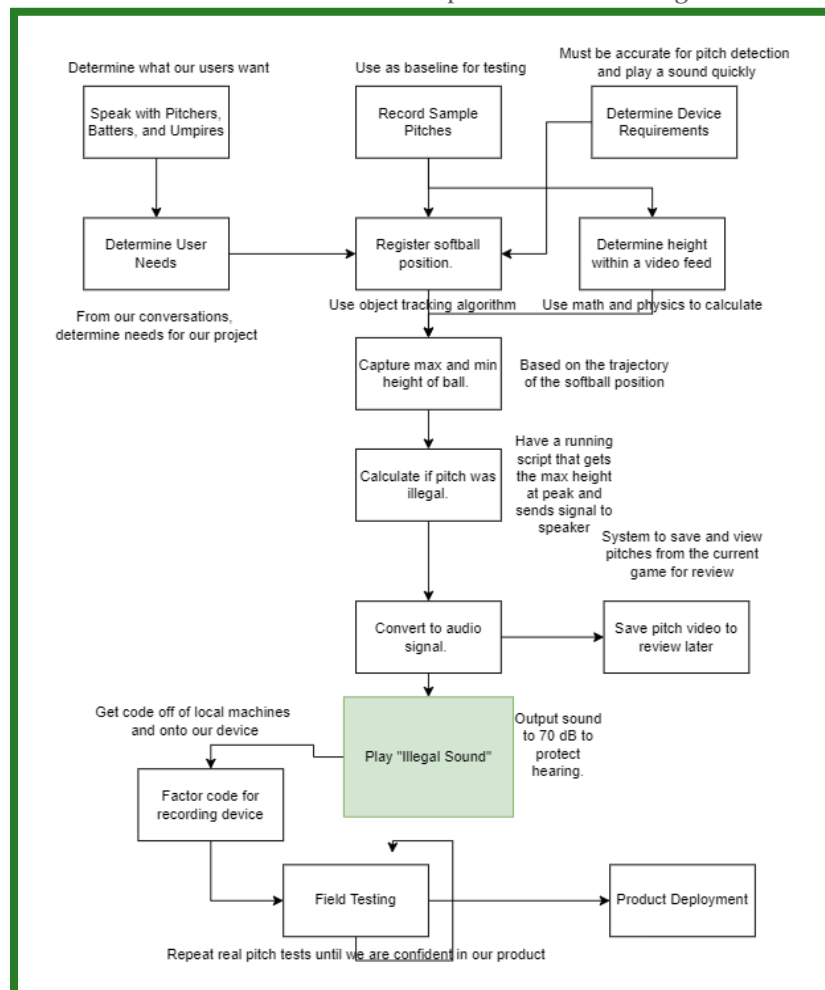 Determine what our users want
Use as baseline for testing
Must be accurate for pitch detection
and play a sound quickly
Speak with Pitchers,
Batters, and Umpires
Record Sample
Pitches
Determine Device
Requirements
Determine User
Needs
Register softball
position.
Determine height
within a video feed
From our conversations,
determine needs for our project
Use object tracking algorithm
Use math and physics to calculate
Capture max and min
height of ball.
Based on the trajectory
of the softball position
Calculate if pitch was
illegal.
Have a running
script that gets
the max height
at peak and
sends signal to
speaker
System to save and view
pitches from the current
game for review
Convert to audio
signal.
Save pitch video to
review later
Get code off of local machines
and onto our device
Play "Illegal Sound"
Output sound
to 70 dB to
protect
hearing.
Factor code for
recording device
Field Testing
Product Deployment
Repeat real pitch tests until we are confident in our product